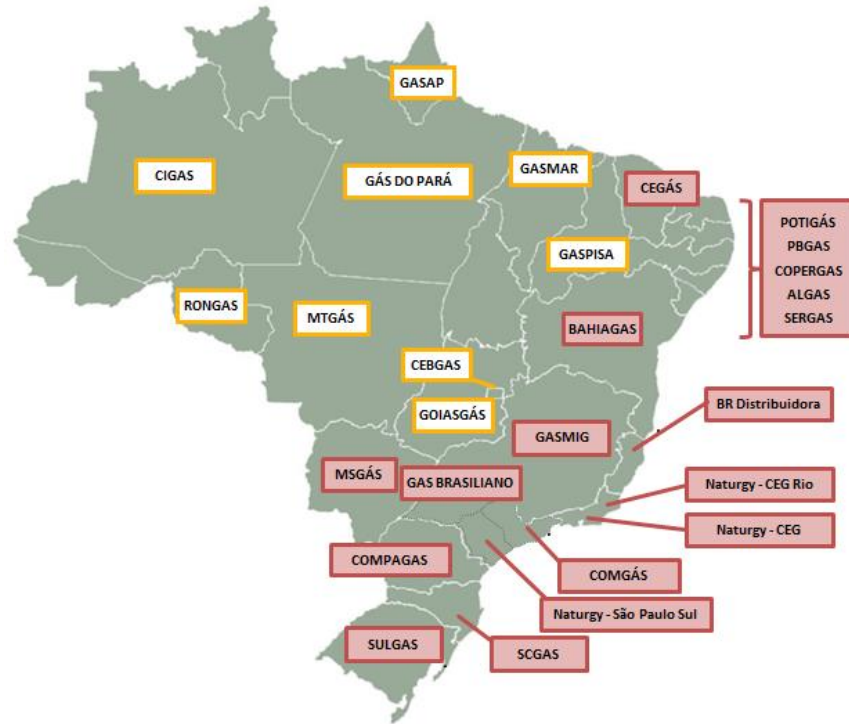 GASAP
CIGAS
GÁS DO PARÁ
GASMAR
CEGÁS
POTIGÁS
PBGAS
COPERGAS
ALGAS
SERGAS
GASPISA
RONGAS
MTGÁS
BAHIAGAS
CEBGAS
GOIASGÁS
BR Distribuidora
GASMIG
MSGÁS
GAS BRASILIANO
Naturgy - CEG Rio
Naturgy - CEG
COMPAGAS
COMGÁS
Naturgy - São Paulo Sul
SULGAS
SCGAS